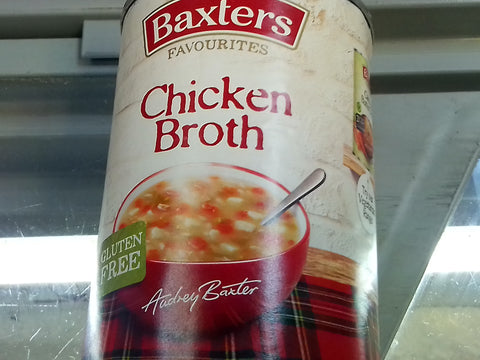 Baxters
FAVOURITES
Chicken
Broth
GLUTEN
FREE
Audrey Baxter